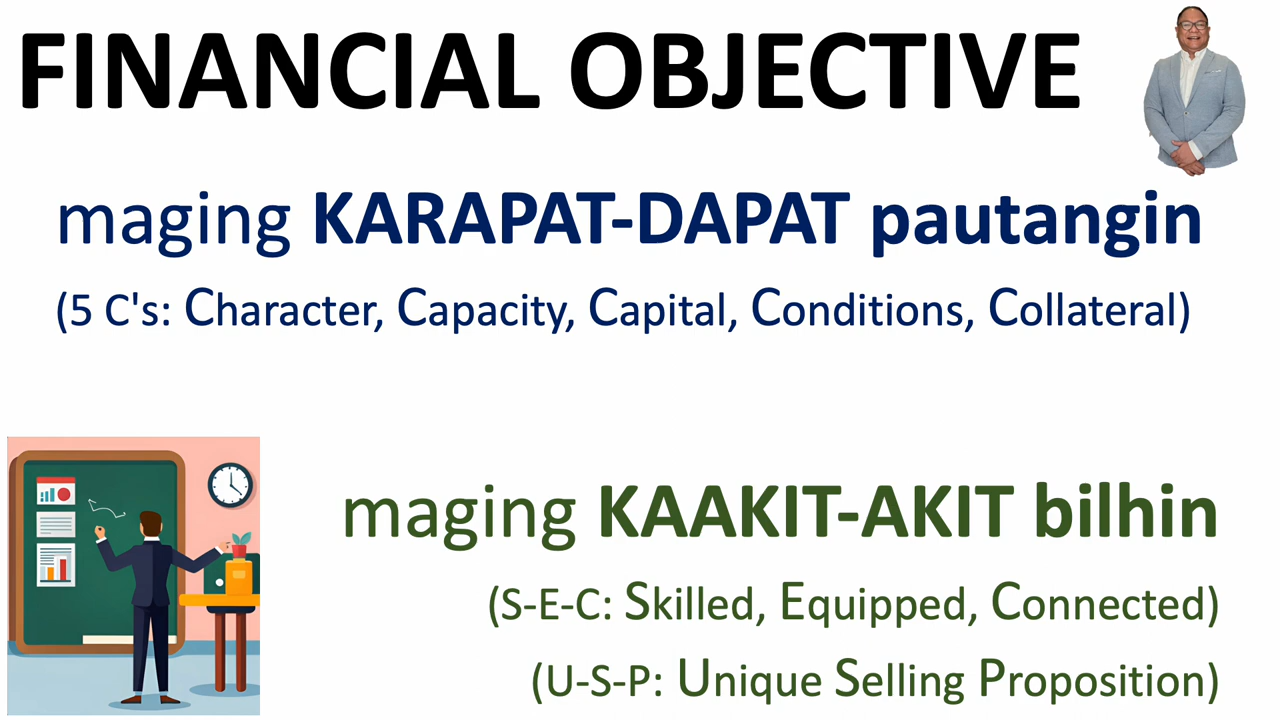 FINANCIAL OBJECTIVE
maging KARAPAT-DAPAT pautangin
(5 C's: Character, Capacity, Capital, Conditions, Collateral)
maging KAAKIT-AKIT bilhin
(S-E-C: Skilled, Equipped, Connected)
(U-S-P: Unique Selling Proposition)